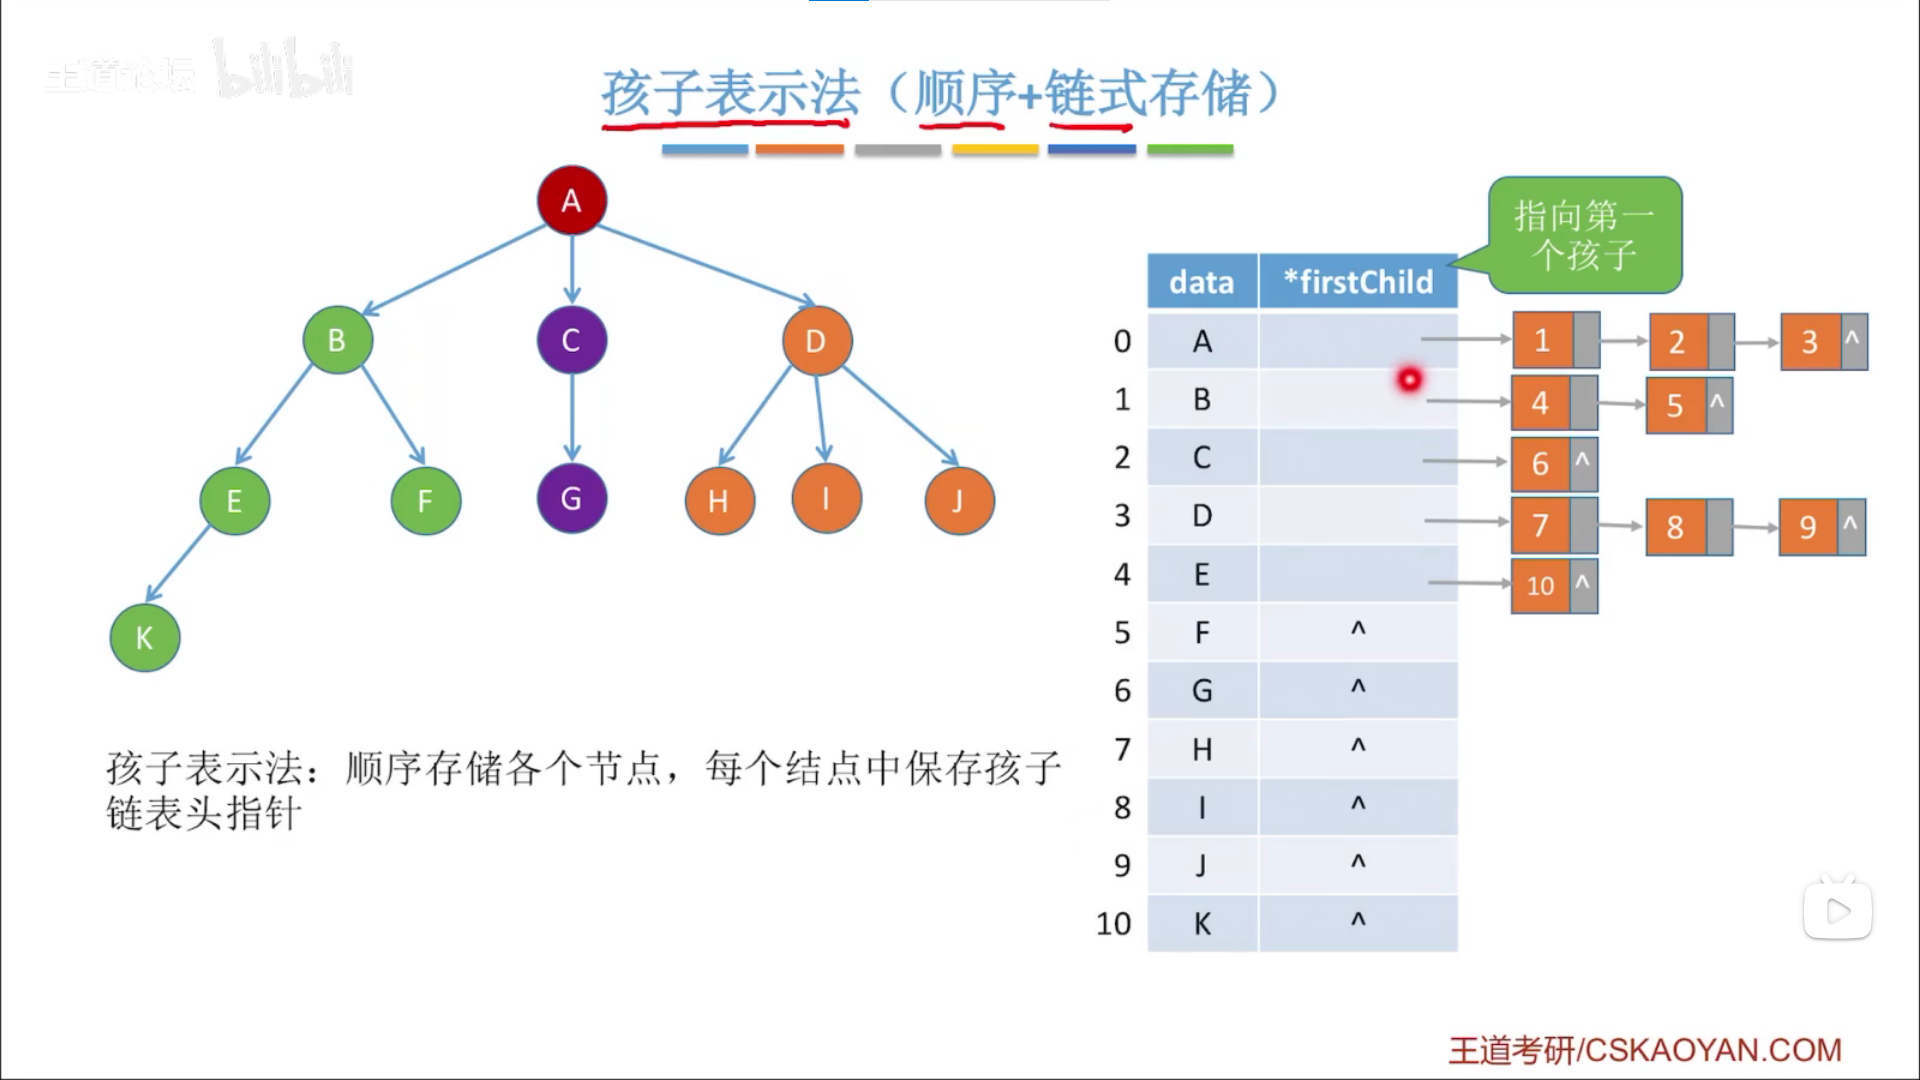 王道论坛 bilibili
孩子表示法（顺序+链式存储）
A
B C D
E F G H I J
K
孩子表示法：顺序存储各个节点，每个结点中保存孩子
链表头指针
指向第一
个孩子
data *firstChild
0 A 1 2 3 ^
1 B 4 5 ^
2 C 6 ^
3 D 7 8 9 ^
4 E 10 ^
5 F ^
6 G ^
7 H ^
8 I ^
9 J ^
10 K ^
王道考研/CSKAOYAN.COM